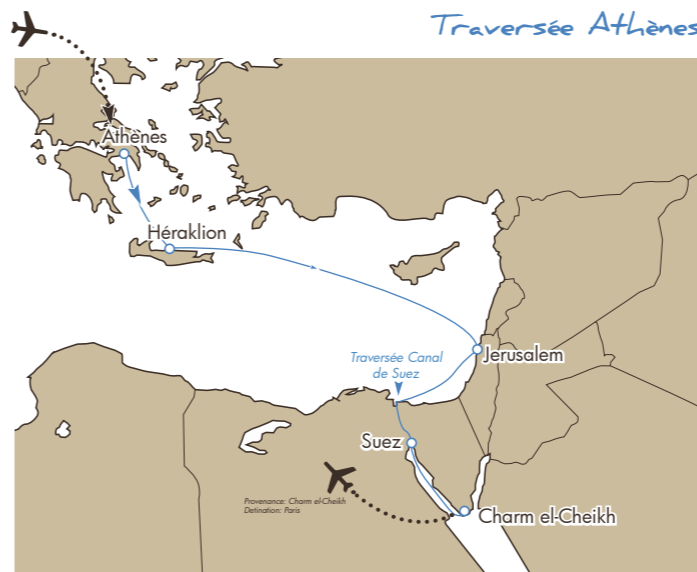 Traversée Athènes
Athènes
Héraklion
Jerusalem
Traversée Canal
de Suez
Suez
Provenance: Charm el-Cheikh
Detination: Paris
Charm el-Cheikh